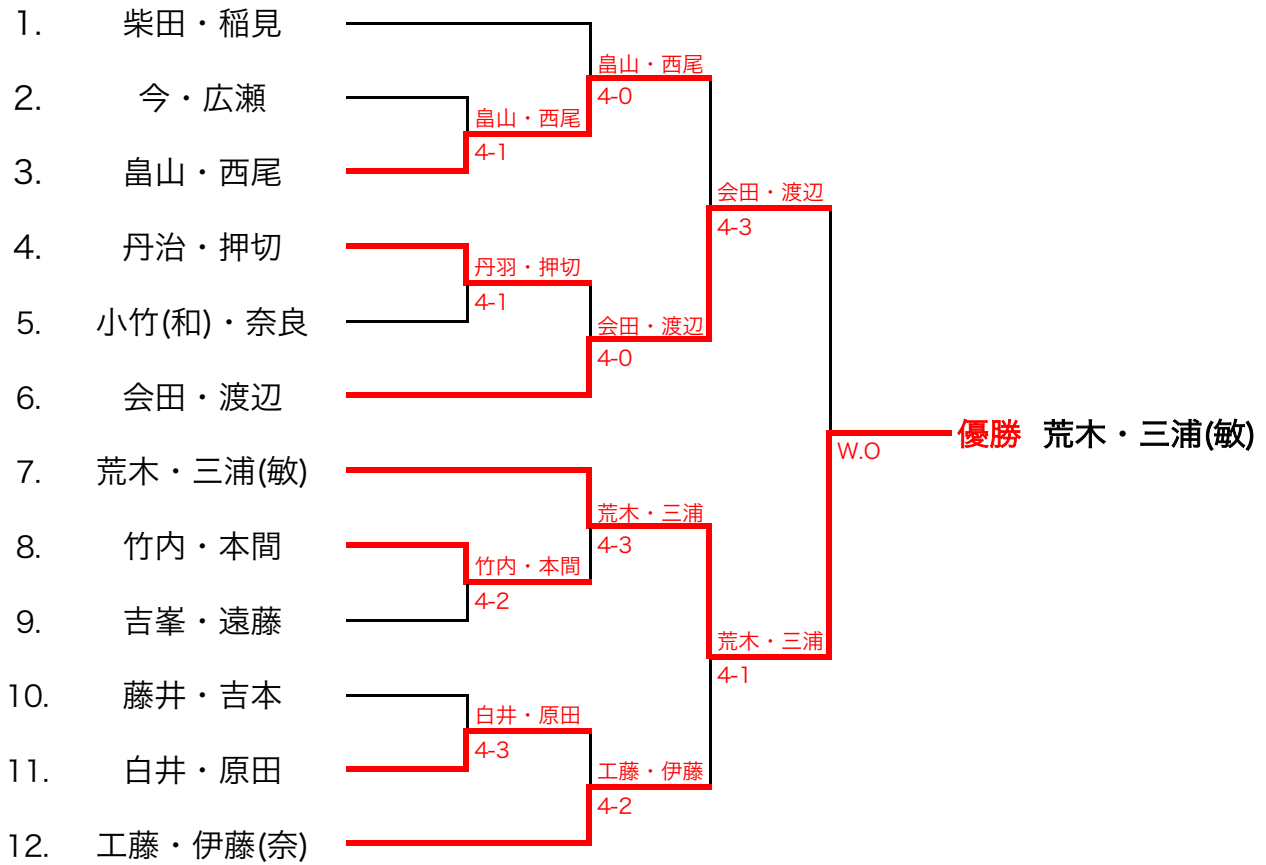 1. 柴田・稲見
畠山・西尾
4-0
2. 今・広瀬
畠山・西尾
4-1
3. 畠山・西尾
会田・渡辺
4-3
4. 丹治・押切
丹羽・押切
4-1
5. 小竹(和)・奈良
会田・渡辺
4-0
6. 会田・渡辺
優勝 荒木・三浦(敏)
W.O
7. 荒木・三浦(敏)
荒木・三浦
4-3
8. 竹内・本間
竹内・本間
4-2
9. 吉峯・遠藤
荒木・三浦
4-1
10. 藤井・吉本
白井・原田
4-3
11. 白井・原田
工藤・伊藤
4-2
12. 工藤・伊藤(奈)